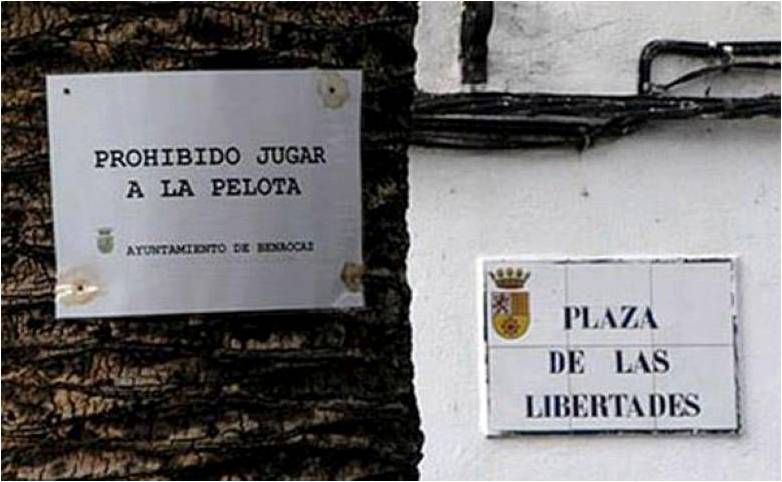 PROHIBIDO JUGAR
A LA PELOTA
AYUNTAMIENTO DE BENAOCAZ
PLAZA
DE LAS
LIBERTADES